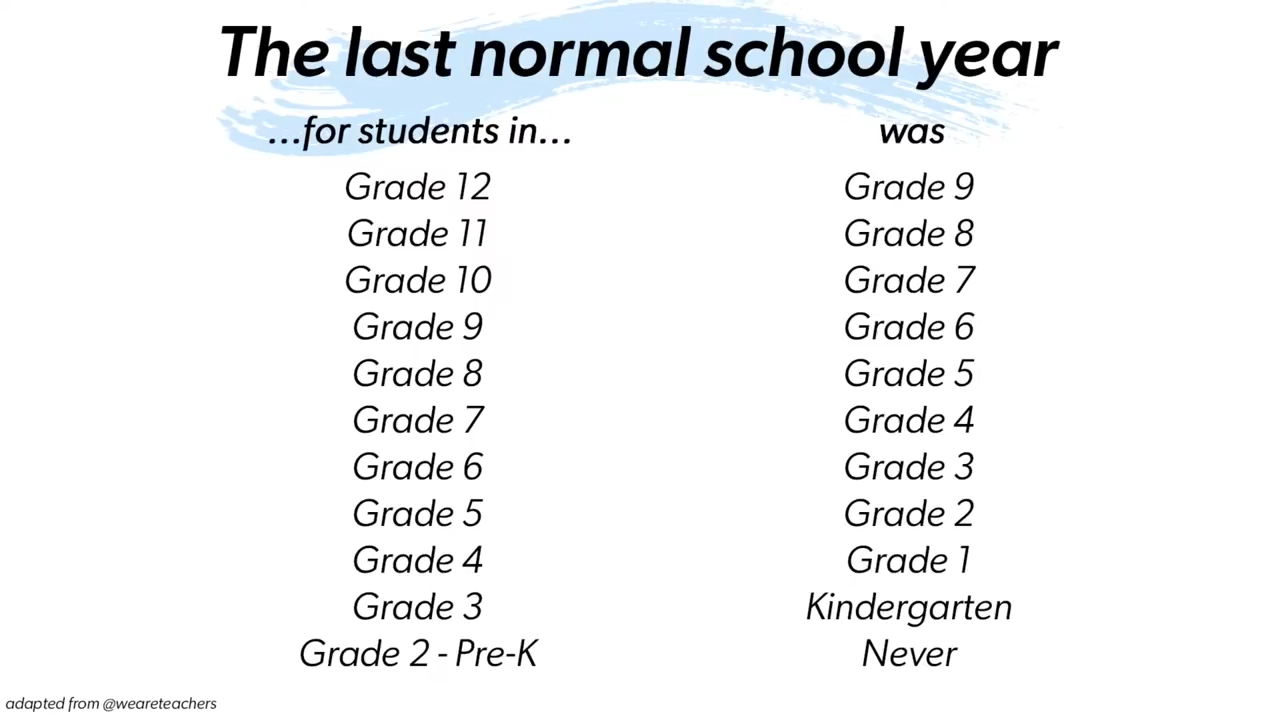 The last normal school year
...for students in... was
Grade 12 Grade 9
Grade 11 Grade 8
Grade 10 Grade 7
Grade 9 Grade 6
Grade 8 Grade 5
Grade 7 Grade 4
Grade 6 Grade 3
Grade 5 Grade 2
Grade 4 Grade 1
Grade 3 Kindergarten
Grade 2 - Pre-K Never
adapted from @weareteachers